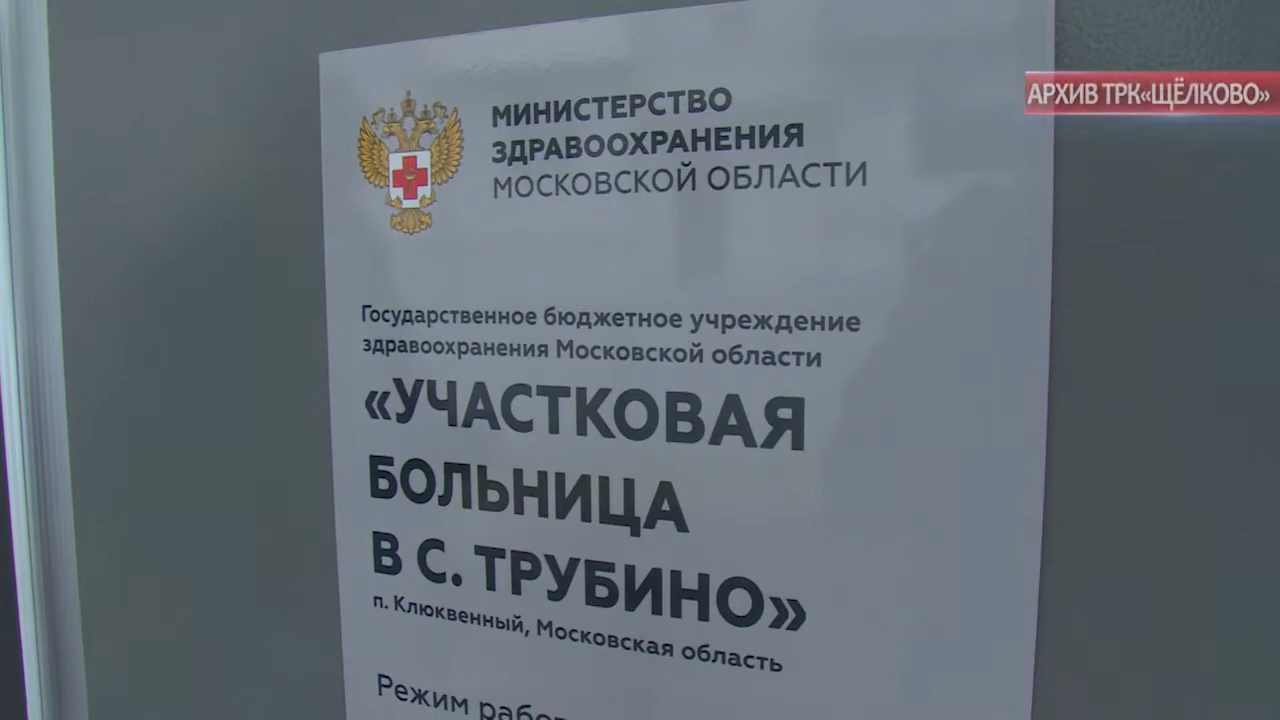 АРХИВ ТРК«ЩЁЛКОВО»
МИНИСТЕРСТВО
ЗДРАВООХРАНЕНИЯ
МОСКОВСКОЙ ОБЛАСТИ
Государственное бюджетное учреждение
здравоохранения Московской области
«УЧАСТКОВАЯ
БОЛЬНИЦА
В С. ТРУБИНО»
п. Клюквенный, Московская область
Режим